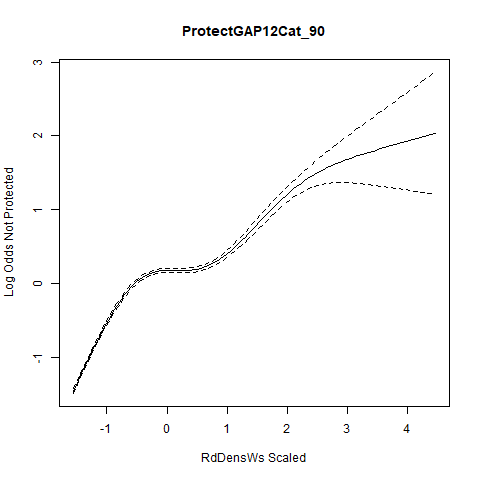 ProtectGAP12Cat_90
Log Odds Not Protected
3
2
1
0
-1
-1 0 1 2 3 4
RdDensWs Scaled